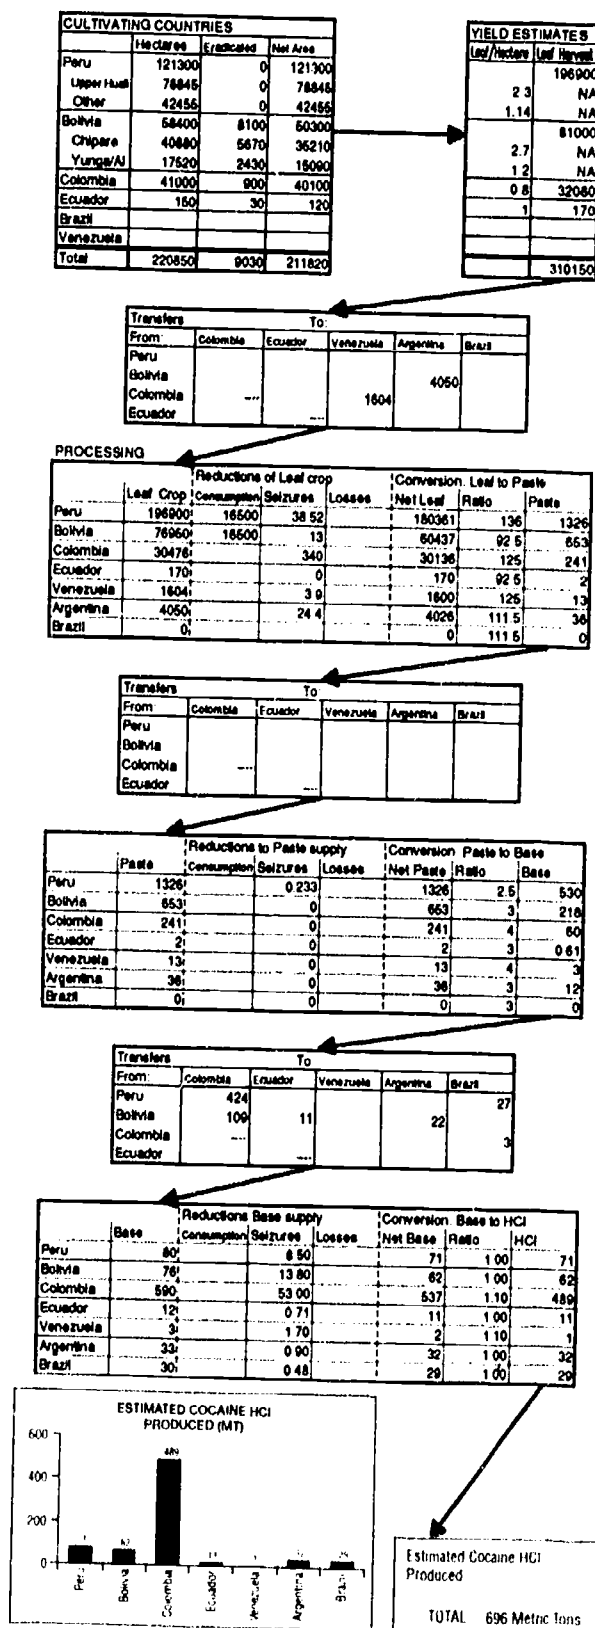 CULTIVATING COUNTRIES
Hectares Eradicated Net Area
Peru 121300 0 121300
Upper Huall 78845 0 78845
Other 42455 0 42455
Bolivia 58400 8100 50300
Chipare 40880 5670 35210
Yunga/Al 17520 2430 15090
Colombia 41000 900 40100
Ecuador 150 30 120
Brazil
Venezuela
Total 220850 9030 211820
YIELD ESTIMATES
Leaf/Hectare Leaf Harvest
196900
2 3 NA
1.14 NA
81000
2.7 NA
1 2 NA
0 8 32080
1 170
310150
Transfers To:
From: Colombia Ecuador Venezuela Argentina Brazil
Peru
Bolivia 4050
Colombia ---- 1604
Ecuador ----
PROCESSING
Reductions of Leaf crop Conversion. Leaf to Paste
Leaf Crop Consumption Seizures Losses Net Leaf Ratio Paste
Peru 196900 16500 38 52 180361 136 1326
Bolivia 76950 16500 13 60437 92 5 653
Colombia 30476 340 30136 125 241
Ecuador 170 0 170 92 5 2
Venezuela 1604 3 9 1600 125 13
Argentina 4050 24 4 4026 111 5 36
Brazil 0 0 111 5 0
Transfers To
From: Colombia Ecuador Venezuela Argentina Brazil
Peru
Bolivia
Colombia ----
Ecuador ----
Reductions to Paste supply Conversion Paste to Base
Paste Consumption Seizures Losses Net Paste Ratio Base
Peru 1326 0.233 1326 2.5 530
Bolivia 653 0 653 3 218
Colombia 241 0 241 4 60
Ecuador 2 0 2 3 0 61
Venezuela 13 0 13 4 3
Argentina 36 0 36 3 12
Brazil 0 0 0 3 0
Transfers To
From: Colombia Ecuador Venezuela Argentina Brazil
Peru 424 27
Bolivia 109 11 22
Colombia ---- 3
Ecuador ----
Reductions Base supply Conversion. Base to HCl
Base Consumption Seizures Losses Net Base Ratio HCl
Peru 80 8 50 71 1 00 71
Bolivia 76 13 80 62 1 00 62
Colombia 590 53 00 537 1.10 489
Ecuador 12 0 71 11 1 00 11
Venezuela 3 1 70 2 1 10 1
Argentina 33 0 90 32 1 00 32
Brazil 30 0 48 29 1 00 29
ESTIMATED COCAINE HCl
PRODUCED (MT)
600
400
200
0
489
Peru Bolivia Colombia Ecuador Venezuela Argentina Brazil
Estimated Cocaine HCl
Produced
TOTAL 696 Metric Tons